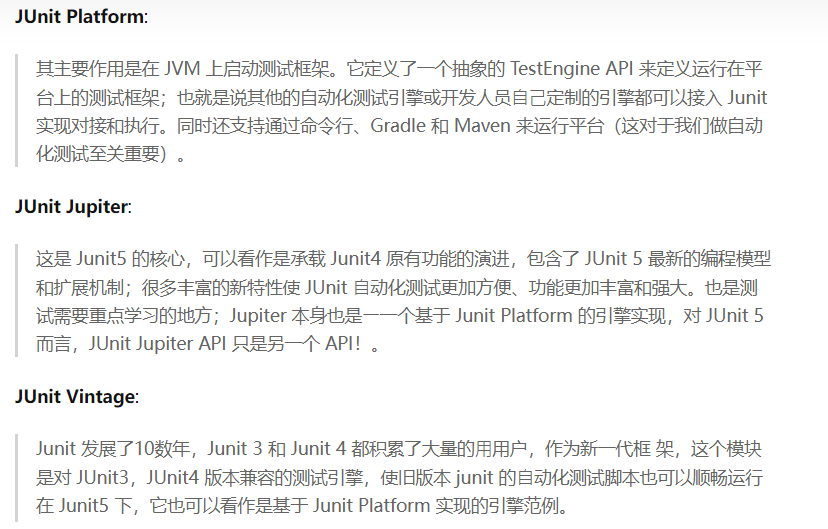 JUnit Platform:
其主要作用是在 JVM 上启动测试框架。它定义了一个抽象的 TestEngine API 来定义运行在平
台上的测试框架；也就是说其他的自动化测试引擎或开发人员⾃⼰定制的引擎都可以接入 Junit
实现对接和执行。同时还支持通过命令行、Gradle 和 Maven 来运行平台（这对于我们做自动
化测试至关重要）。
JUnit Jupiter:
这是 Junit5 的核心，可以看作是承载 Junit4 原有功能的演进，包含了 JUnit 5 最新的编程模型
和扩展机制；很多丰富的新特性使 JUnit ⾃动化测试更加方便、功能更加丰富和强大。也是测
试需要重点学习的地方；Jupiter 本身也是一一个基于 Junit Platform 的引擎实现，对 JUnit 5
而言，JUnit Jupiter API 只是另一个 API！。
JUnit Vintage:
Junit 发展了10数年，Junit 3 和 Junit 4 都积累了大量的⽤用户，作为新一代框 架，这个模块
是对 JUnit3，JUnit4 版本兼容的测试引擎，使旧版本 junit 的自动化测试脚本也可以顺畅运行
在 Junit5 下，它也可以看作是基于 Junit Platform 实现的引擎范例。